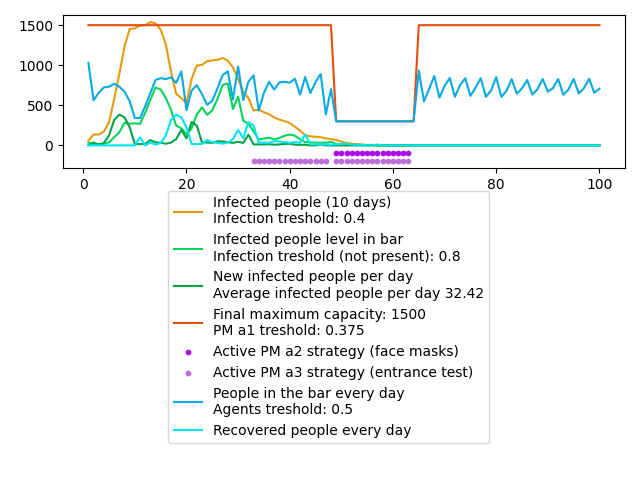 1500
1000
500
0
0
20
40
60
80
100
Infected people (10 days)
Infection treshold: 0.4
Infected people level in bar
Infection treshold (not present): 0.8
New infected people per day
Average infected people per day 32.42
Final maximum capacity: 1500
PM a1 treshold: 0.375
Active PM a2 strategy (face masks)
Active PM a3 strategy (entrance test)
People in the bar every day
Agents treshold: 0.5
Recovered people every day